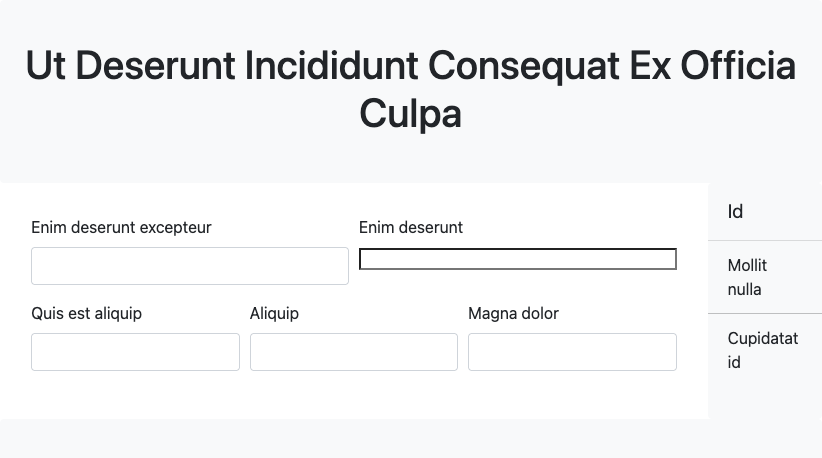 Ut Deserunt Incididunt Consequat Ex Officia
Culpa
Enim deserunt excepteur
Enim deserunt
Quis est aliquip
Aliquip
Magna dolor
Id
Mollit
nulla
Cupidatat
id